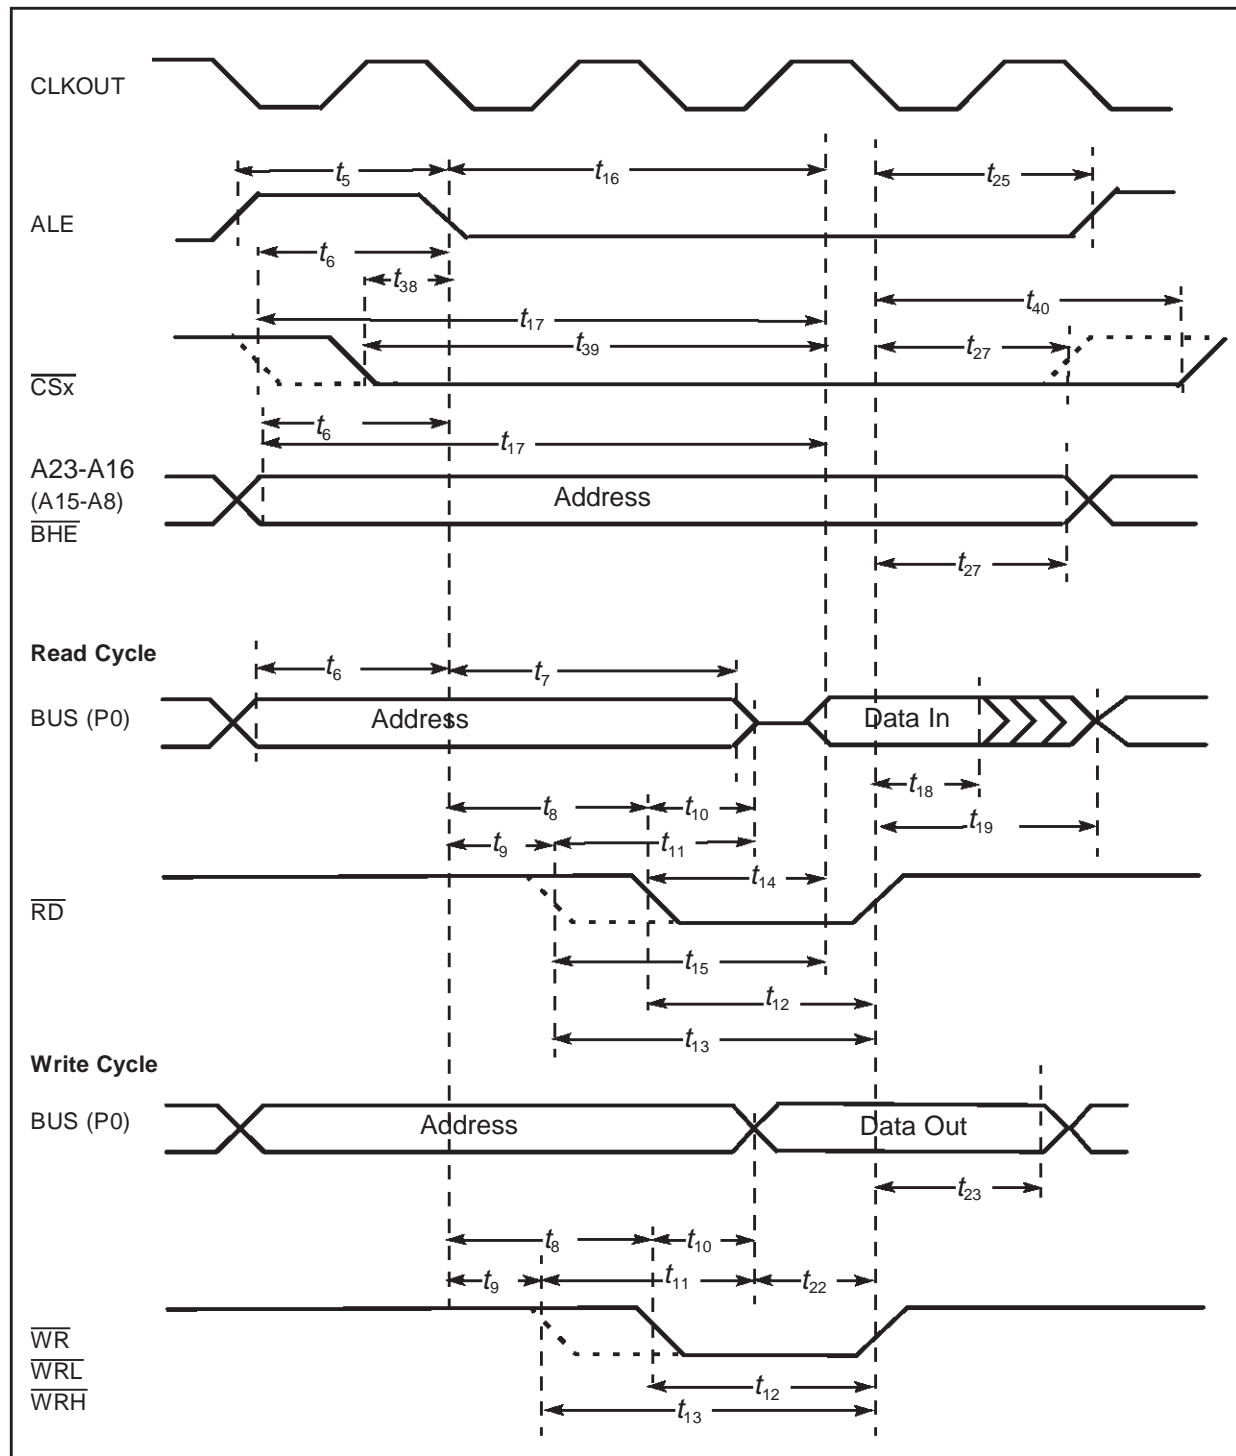 CLKOUT
t5 t16 t25
ALE
t6
t38
t40
t17
t39 t27
CSx
t6
t17
A23-A16
(A15-A8) Address
BHE
t27
Read Cycle
t6 t7
BUS (P0) Address Data In
t18
t8 t10
t19
t9 t11
t14
RD
t15
t12
t13
Write Cycle
BUS (P0) Address Data Out
t23
t8 t10
t9 t11 t22
WR
WRL
t12
WRH
t13